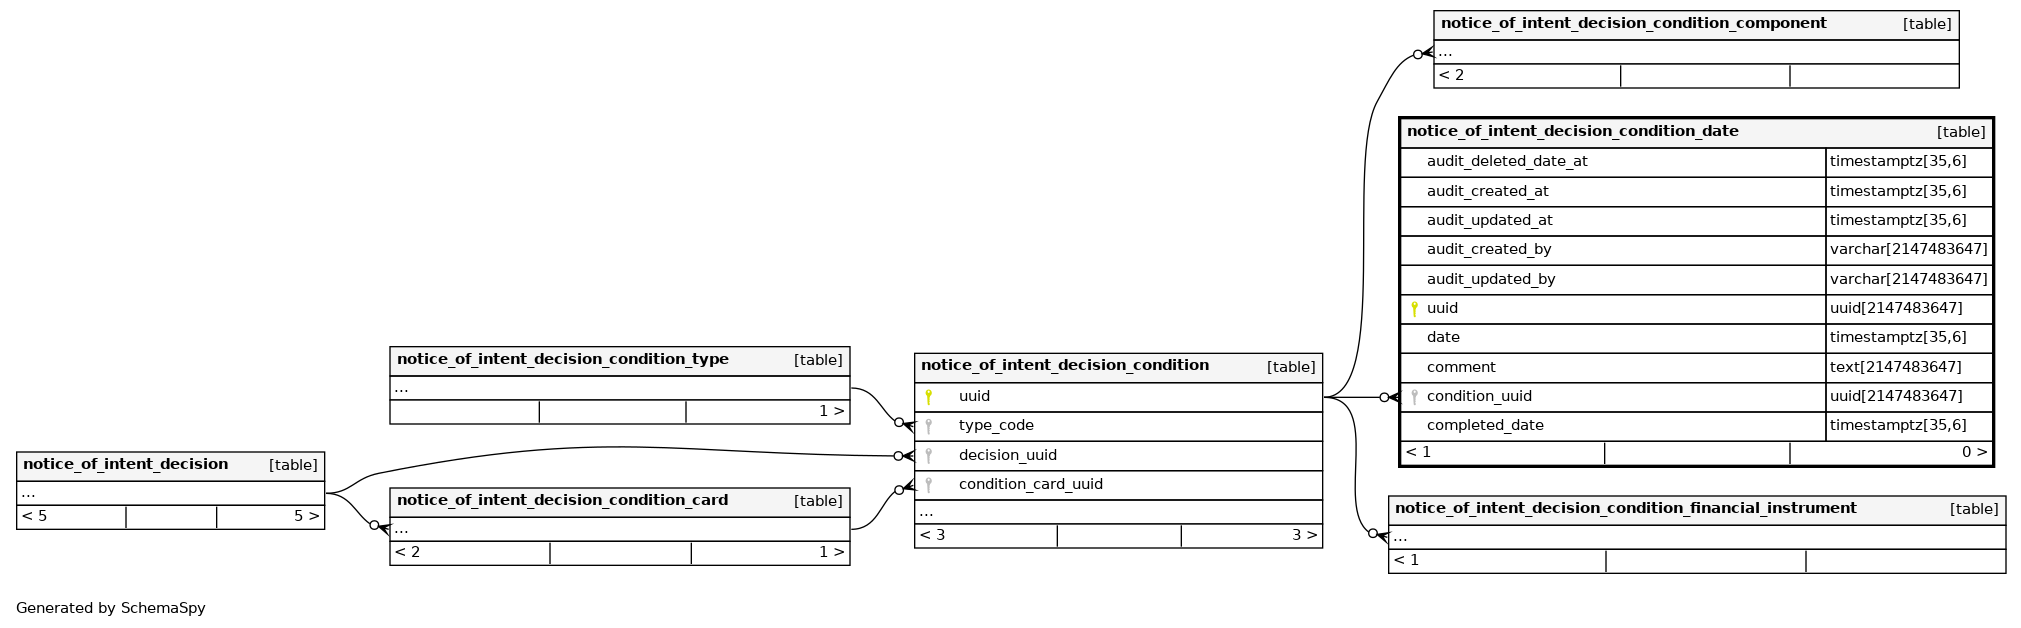 notice_of_intent_decision_condition_component [table]
...
< 2
notice_of_intent_decision_condition_date [table]
audit_deleted_date_at timestamptz[35,6]
audit_created_at timestamptz[35,6]
audit_updated_at timestamptz[35,6]
audit_created_by varchar[2147483647]
audit_updated_by varchar[2147483647]
uuid uuid[2147483647]
date timestamptz[35,6]
comment text[2147483647]
condition_uuid uuid[2147483647]
completed_date timestamptz[35,6]
< 1 0 >
notice_of_intent_decision_condition_type [table]
...
1 >
notice_of_intent_decision_condition [table]
uuid
type_code
decision_uuid
condition_card_uuid
...
< 3 3 >
notice_of_intent_decision [table]
...
< 5 5 >
notice_of_intent_decision_condition_card [table]
...
< 2 1 >
notice_of_intent_decision_condition_financial_instrument [table]
...
< 1
Generated by SchemaSpy